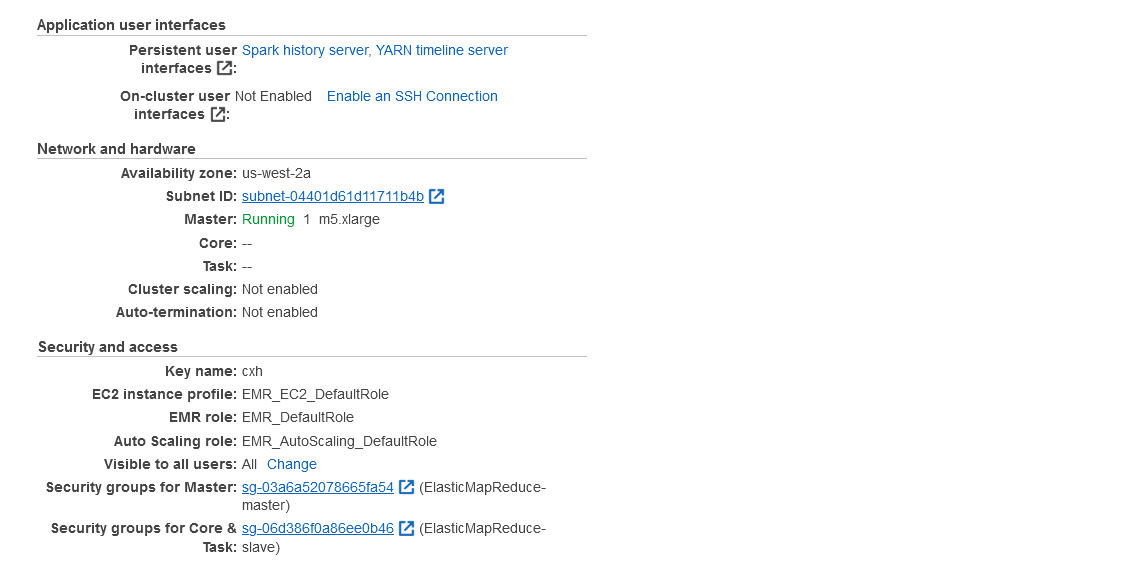 Application user interfaces
Persistent user interfaces : Spark history server, YARN timeline server
On-cluster user interfaces : Not Enabled Enable an SSH Connection
Network and hardware
Availability zone: us-west-2a
Subnet ID: subnet-04401d61d11711b4b
Master: Running 1 m5.xlarge
Core: --
Task: --
Cluster scaling: Not enabled
Auto-termination: Not enabled
Security and access
Key name: cxh
EC2 instance profile: EMR_EC2_DefaultRole
EMR role: EMR_DefaultRole
Auto Scaling role: EMR_AutoScaling_DefaultRole
Visible to all users: All Change
Security groups for Master: sg-03a6a52078665fa54 (ElasticMapReduce-
master)
Security groups for Core & sg-06d386f0a86ee0b46 (ElasticMapReduce-
Task: slave)